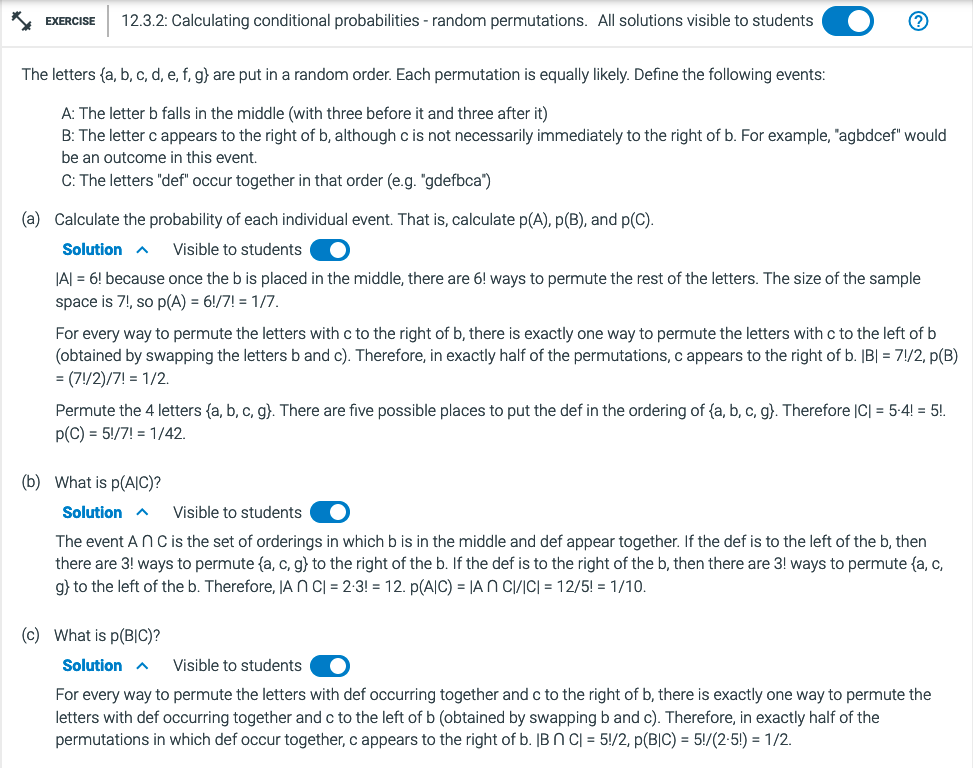 EXERCISE 12.3.2: Calculating conditional probabilities - random permutations. All solutions visible to students
The letters {a, b, c, d, e, f, g} are put in a random order. Each permutation is equally likely. Define the following events:
A: The letter b falls in the middle (with three before it and three after it)
B: The letter c appears to the right of b, although c is not necessarily immediately to the right of b. For example, "agbdcef" would
be an outcome in this event.
C: The letters "def" occur together in that order (e.g. "gdefbca")
(a) Calculate the probability of each individual event. That is, calculate p(A), p(B), and p(C).
Solution Visible to students
|A| = 6! because once the b is placed in the middle, there are 6! ways to permute the rest of the letters. The size of the sample
space is 7!, so p(A) = 6!/7! = 1/7.
For every way to permute the letters with c to the right of b, there is exactly one way to permute the letters with c to the left of b
(obtained by swapping the letters b and c). Therefore, in exactly half of the permutations, c appears to the right of b. |B| = 7!/2, p(B)
= (7!/2)/7! = 1/2.
Permute the 4 letters {a, b, c, g}. There are five possible places to put the def in the ordering of {a, b, c, g}. Therefore |C| = 5·4! = 5!.
p(C) = 5!/7! = 1/42.
(b) What is p(A|C)?
Solution Visible to students
The event A ∩ C is the set of orderings in which b is in the middle and def appear together. If the def is to the left of the b, then
there are 3! ways to permute {a, c, g} to the right of the b. If the def is to the right of the b, then there are 3! ways to permute {a, c,
g} to the left of the b. Therefore, |A ∩ C| = 2·3! = 12. p(A|C) = |A ∩ C|/|C| = 12/5! = 1/10.
(c) What is p(B|C)?
Solution Visible to students
For every way to permute the letters with def occurring together and c to the right of b, there is exactly one way to permute the
letters with def occurring together and c to the left of b (obtained by swapping b and c). Therefore, in exactly half of the
permutations in which def occur together, c appears to the right of b. |B ∩ C| = 5!/2, p(B|C) = 5!/(2·5!) = 1/2.